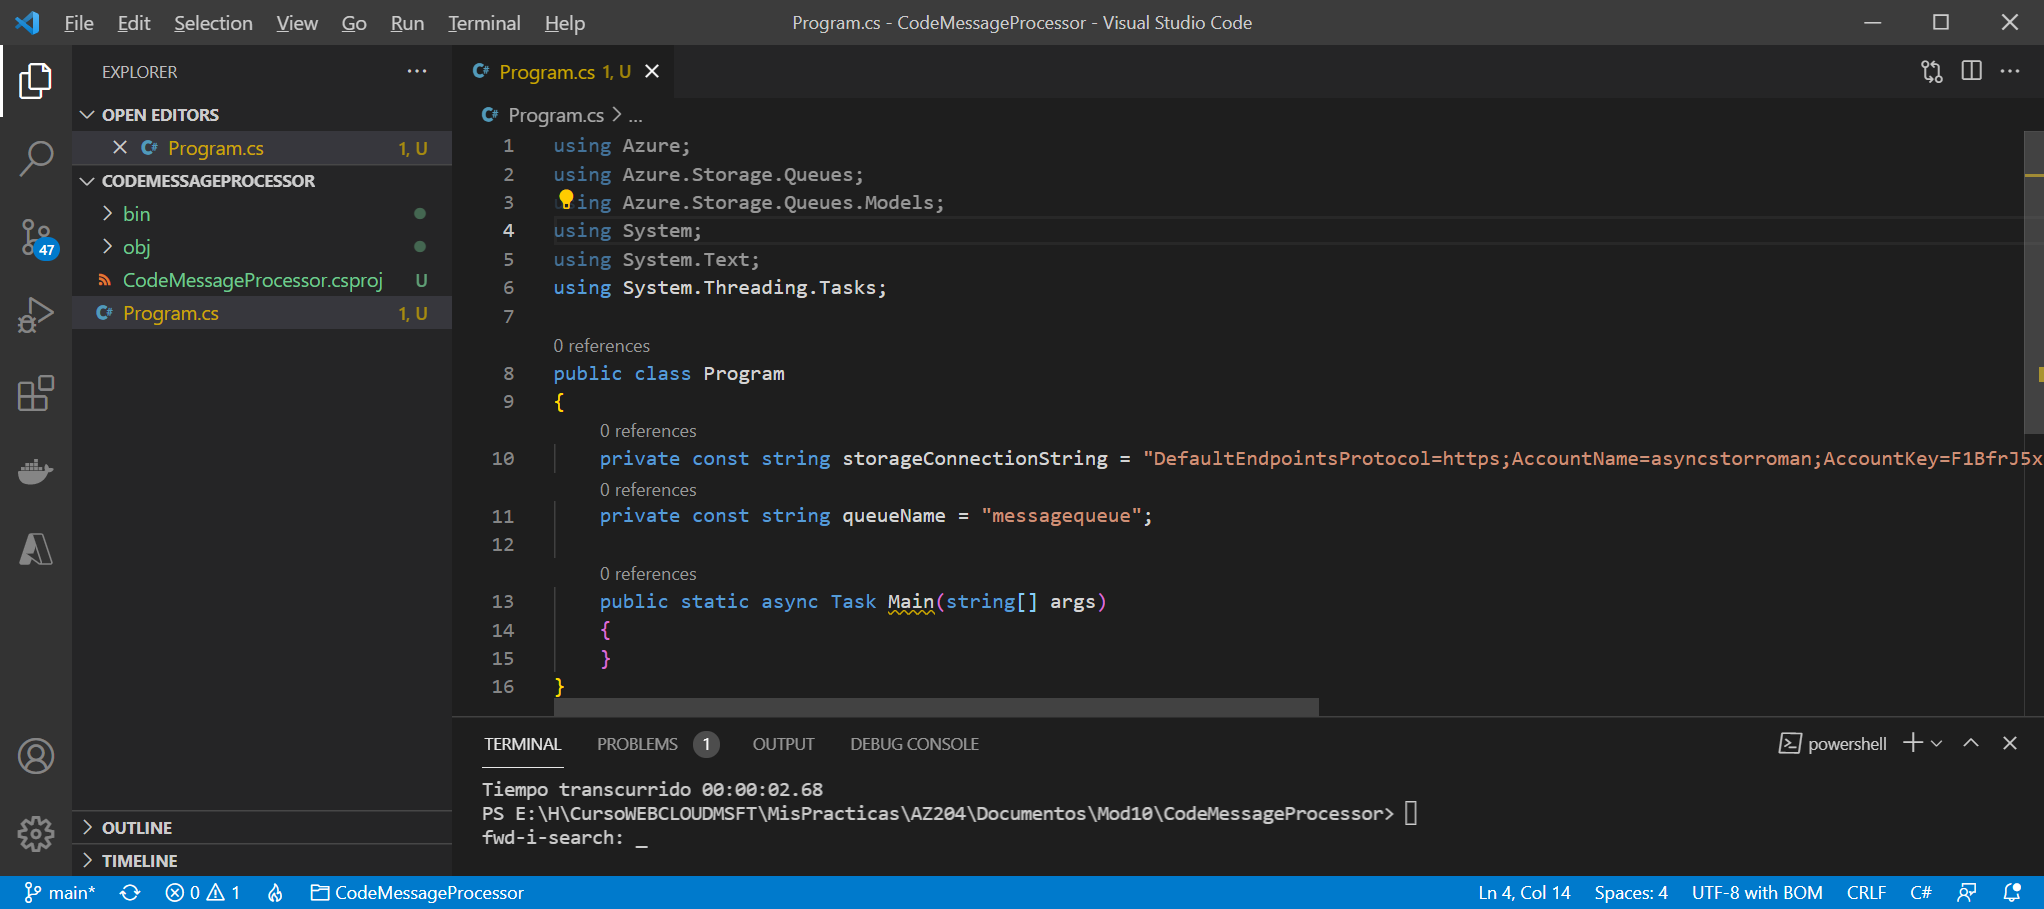 File Edit Selection View Go Run Terminal Help Program.cs - CodeMessageProcessor - Visual Studio Code
EXPLORER
OPEN EDITORS
Program.cs 1, U
CODEMESSAGEPROCESSOR
bin
obj
CodeMessageProcessor.csproj U
Program.cs 1, U
OUTLINE
TIMELINE
47
Program.cs 1, U
Program.cs > ...
1 using Azure;
2 using Azure.Storage.Queues;
3 ing Azure.Storage.Queues.Models;
4 using System;
5 using System.Text;
6 using System.Threading.Tasks;
7
0 references
8 public class Program
9 {
0 references
10 private const string storageConnectionString = "DefaultEndpointsProtocol=https;AccountName=asyncstorroman;AccountKey=F1BfrJ5x
0 references
11 private const string queueName = "messagequeue";
12
0 references
13 public static async Task Main(string[] args)
14 {
15 }
16 }
TERMINAL PROBLEMS 1 OUTPUT DEBUG CONSOLE powershell
Tiempo transcurrido 00:00:02.68
PS E:\H\CursoWEBCLOUDMSFT\MisPracticas\AZ204\Documentos\Mod10\CodeMessageProcessor>
fwd-i-search: _
main* 0 1 CodeMessageProcessor Ln 4, Col 14 Spaces: 4 UTF-8 with BOM CRLF C#